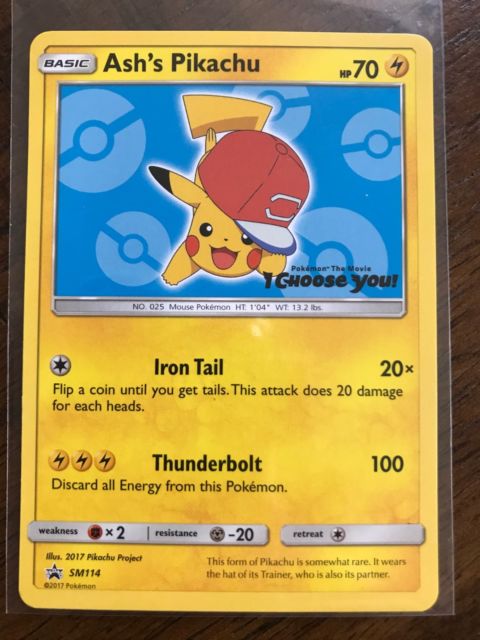 BASIC Ash's Pikachu HP 70
Pokémon The Movie
I Choose You!
NO. 025 Mouse Pokémon HT: 1'04" WT: 13.2 lbs.
Iron Tail 20×
Flip a coin until you get tails. This attack does 20 damage
for each heads.
Thunderbolt 100
Discard all Energy from this Pokémon.
weakness ×2 resistance -20 retreat
Illus. 2017 Pikachu Project
This form of Pikachu is somewhat rare. It wears
PROMO SM114 the hat of its Trainer, who is also its partner.
©2017 Pokémon